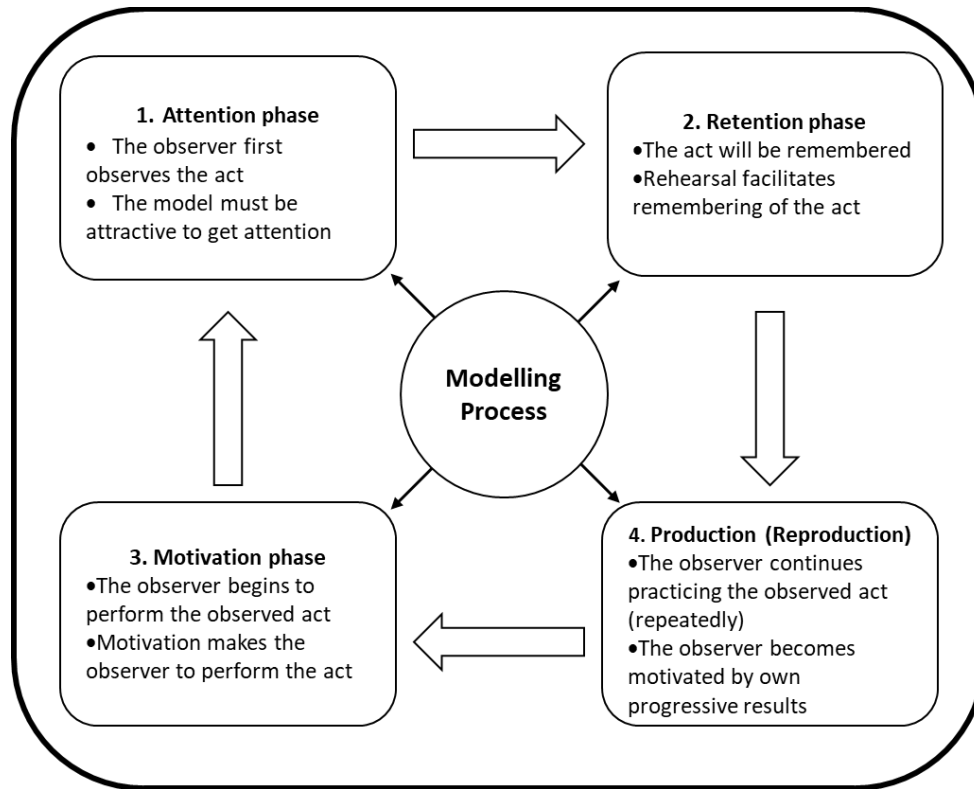 1. Attention phase
• The observer first
observes the act
• The model must be
attractive to get attention
2. Retention phase
•The act will be remembered
•Rehearsal facilitates
remembering of the act
Modelling
Process
3. Motivation phase
•The observer begins to
perform the observed act
•Motivation makes the
observer to perform the act
4. Production (Reproduction)
•The observer continues
practicing the observed act
(repeatedly)
•The observer becomes
motivated by own
progressive results